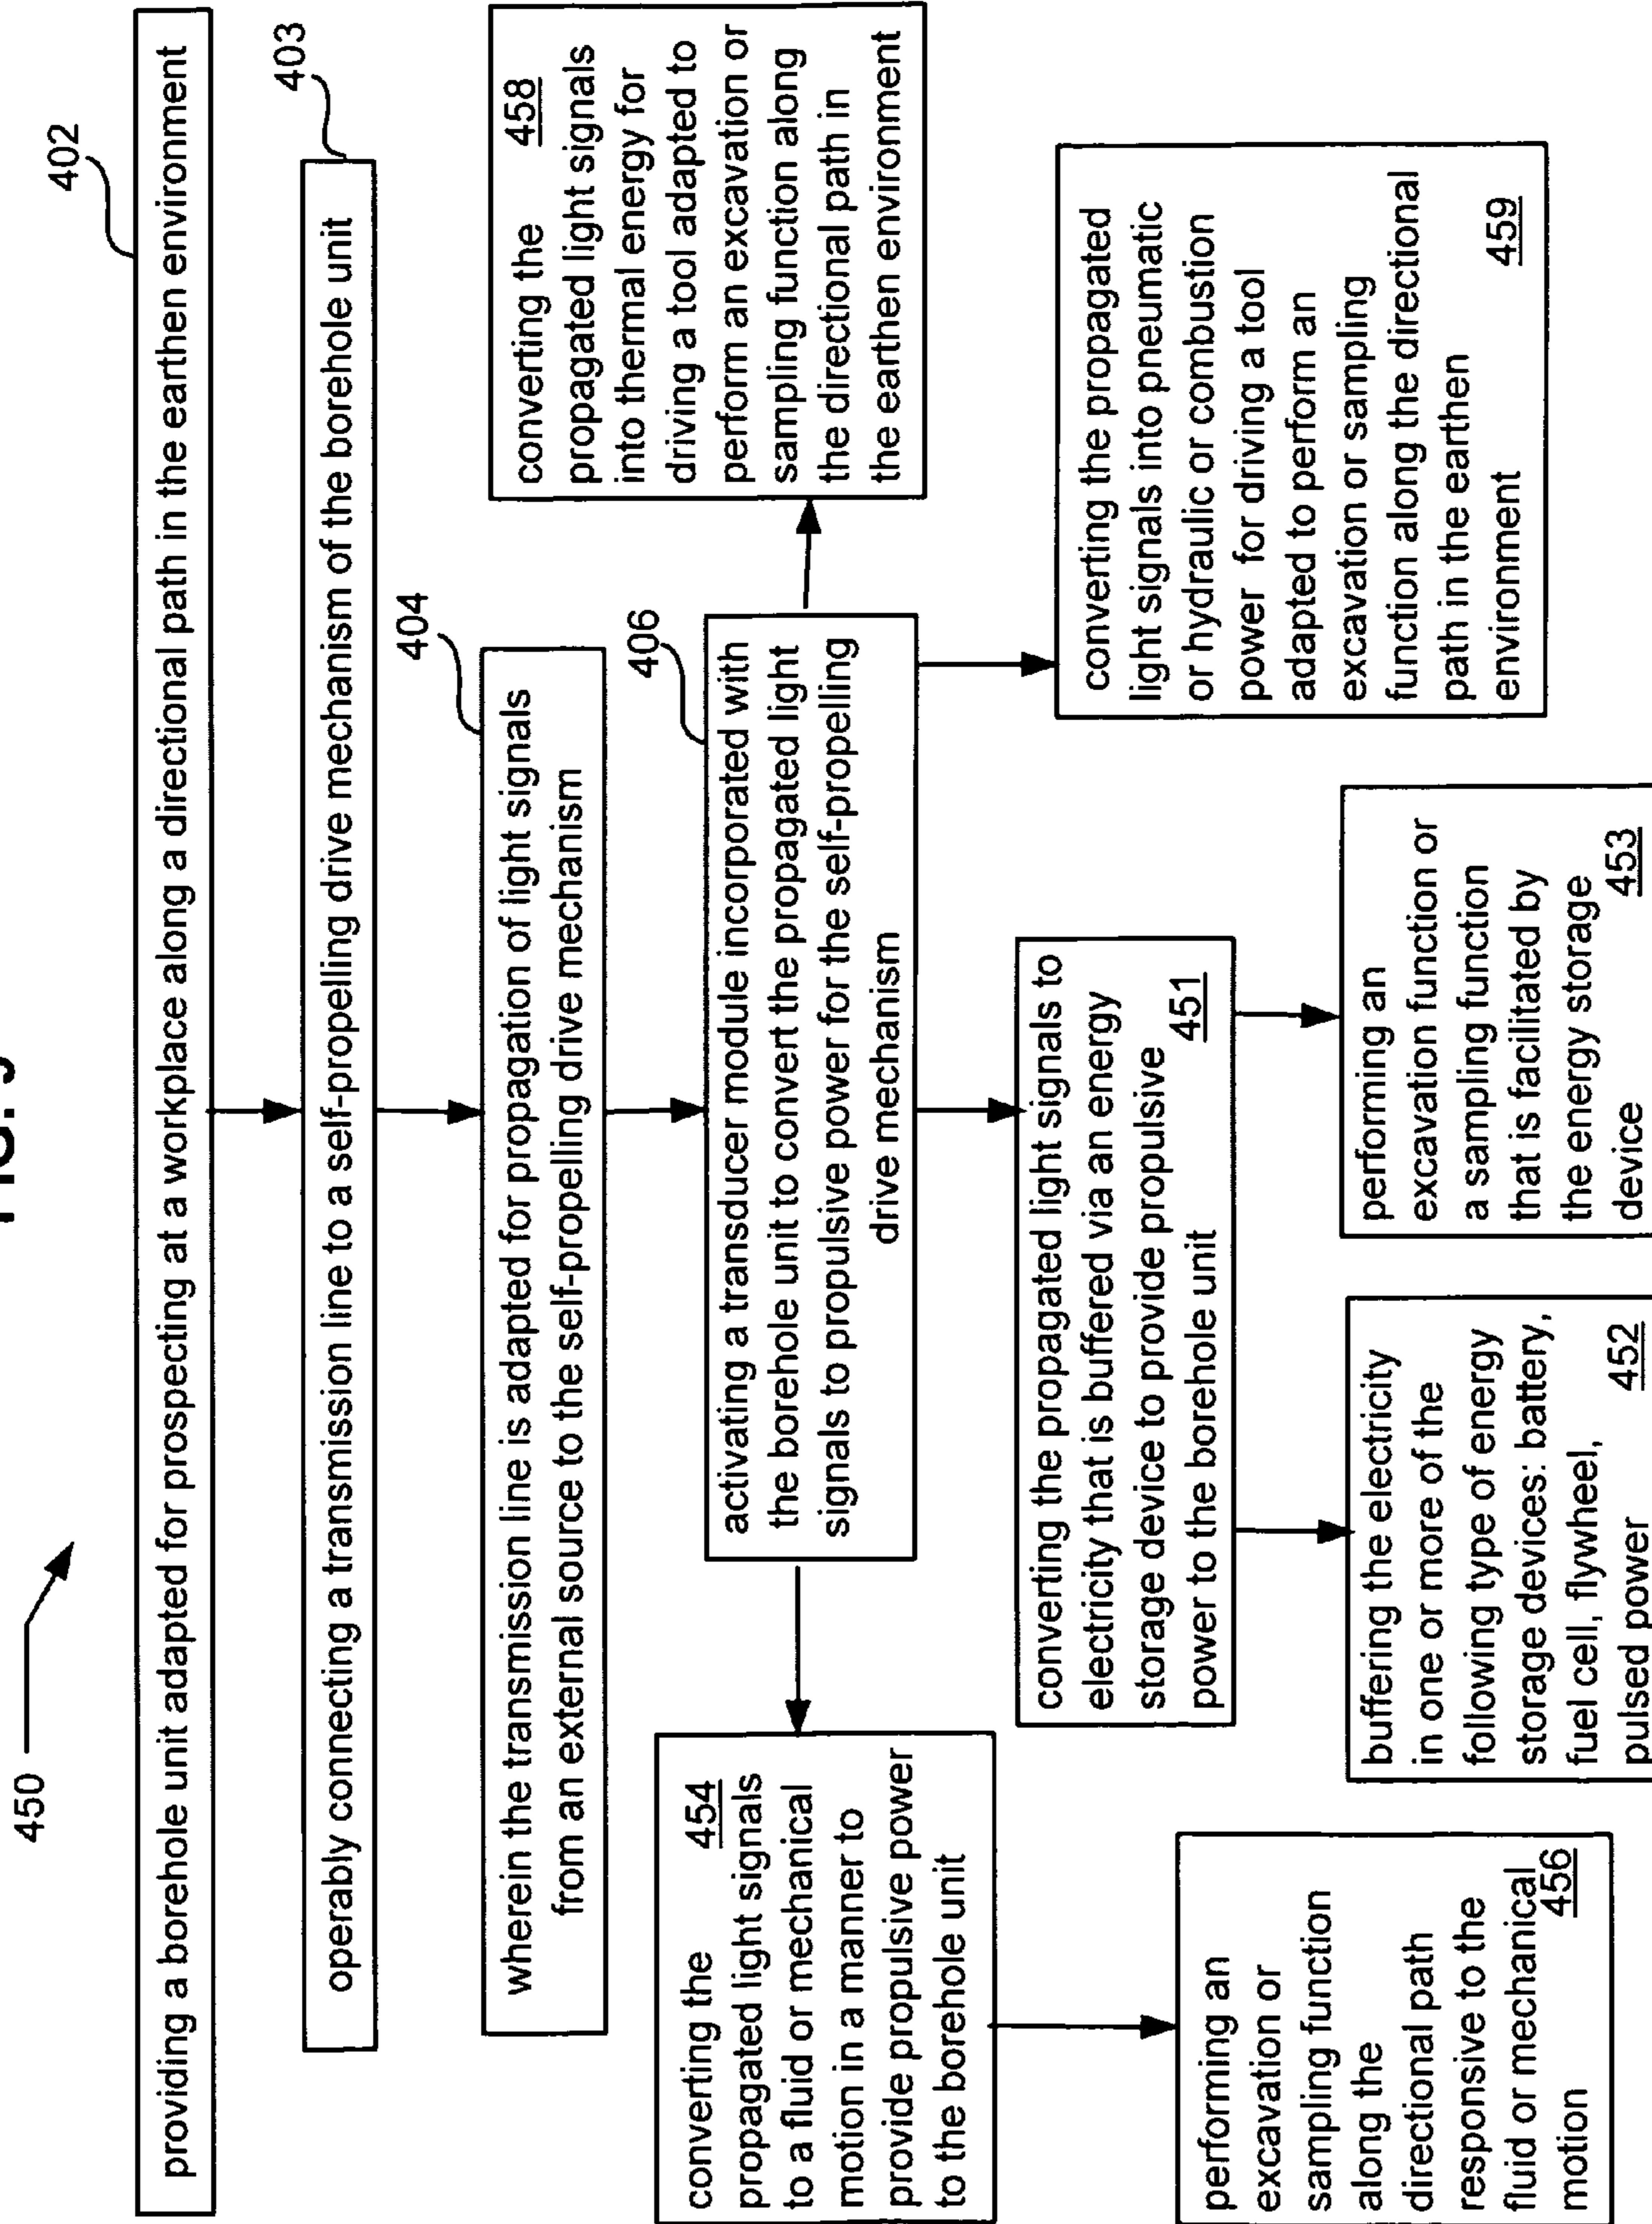 450
402
providing a borehole unit adapted for prospecting at a workplace along a directional path in the earthen environment
403
operably connecting a transmission line to a self-propelling drive mechanism of the borehole unit
404
wherein the transmission line is adapted for propagation of light signals
from an external source to the self-propelling drive mechanism
406
activating a transducer module incorporated with
the borehole unit to convert the propagated light
signals to propulsive power for the self-propelling
drive mechanism
454
converting the
propagated light signals
to a fluid or mechanical
motion in a manner to
provide propulsive power
to the borehole unit
458
converting the
propagated light signals
into thermal energy for
driving a tool adapted to
perform an excavation or
sampling function along
the directional path in
the earthen environment
converting the propagated light signals to
electricity that is buffered via an energy
storage device to provide propulsive
power to the borehole unit
451
converting the propagated
light signals into pneumatic
or hydraulic or combustion
power for driving a tool
adapted to perform an
excavation or sampling
function along the directional
path in the earthen
environment
459
performing an
excavation or
sampling function
along the
directional path
responsive to the
fluid or mechanical
motion
456
buffering the electricity
in one or more of the
following type of energy
storage devices: battery,
fuel cell, flywheel,
pulsed power
452
performing an
excavation function or
a sampling function
that is facilitated by
the energy storage
device
453